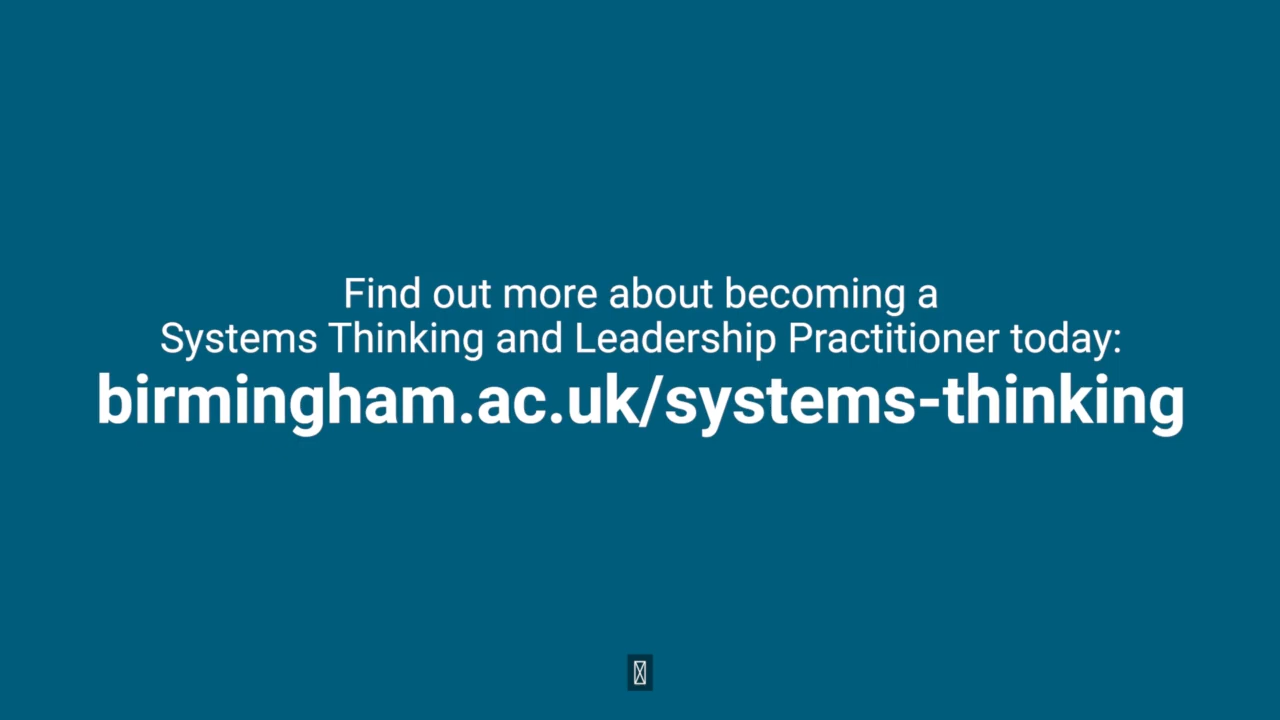 Find out more about becoming a
Systems Thinking and Leadership Practitioner today:
birmingham.ac.uk/systems-thinking